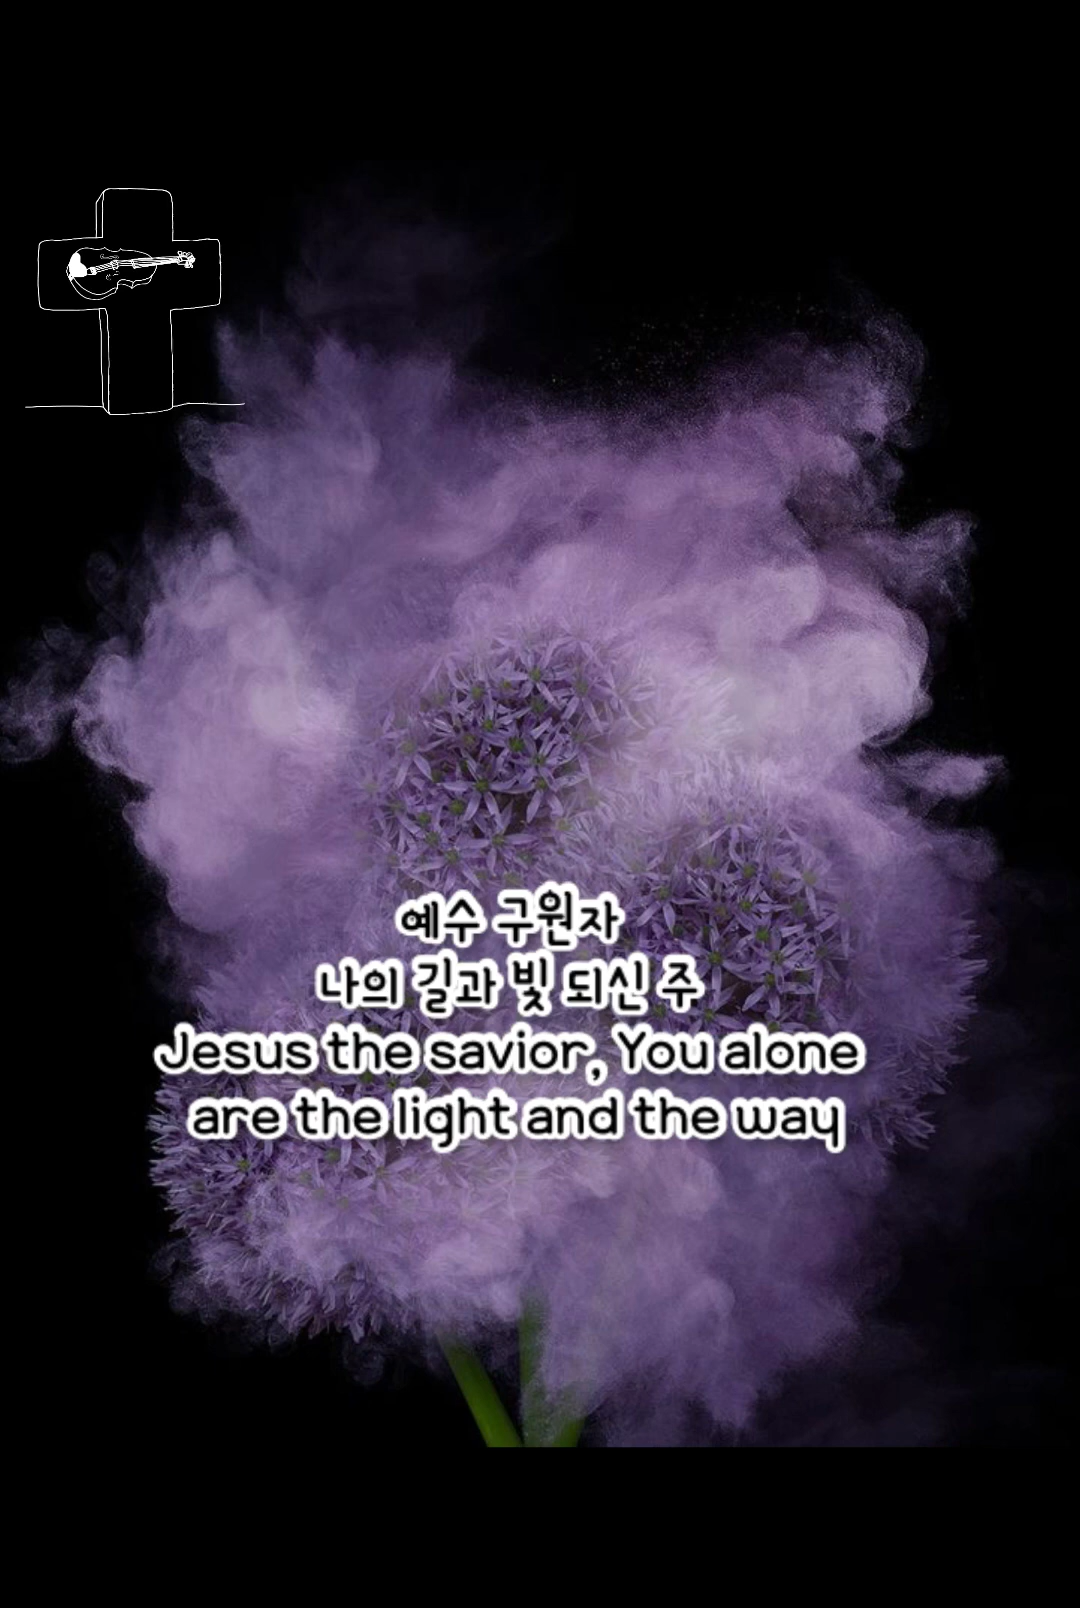 예수 구원자
나의 길과 빛 되신 주
Jesus the savior, You alone
are the light and the way